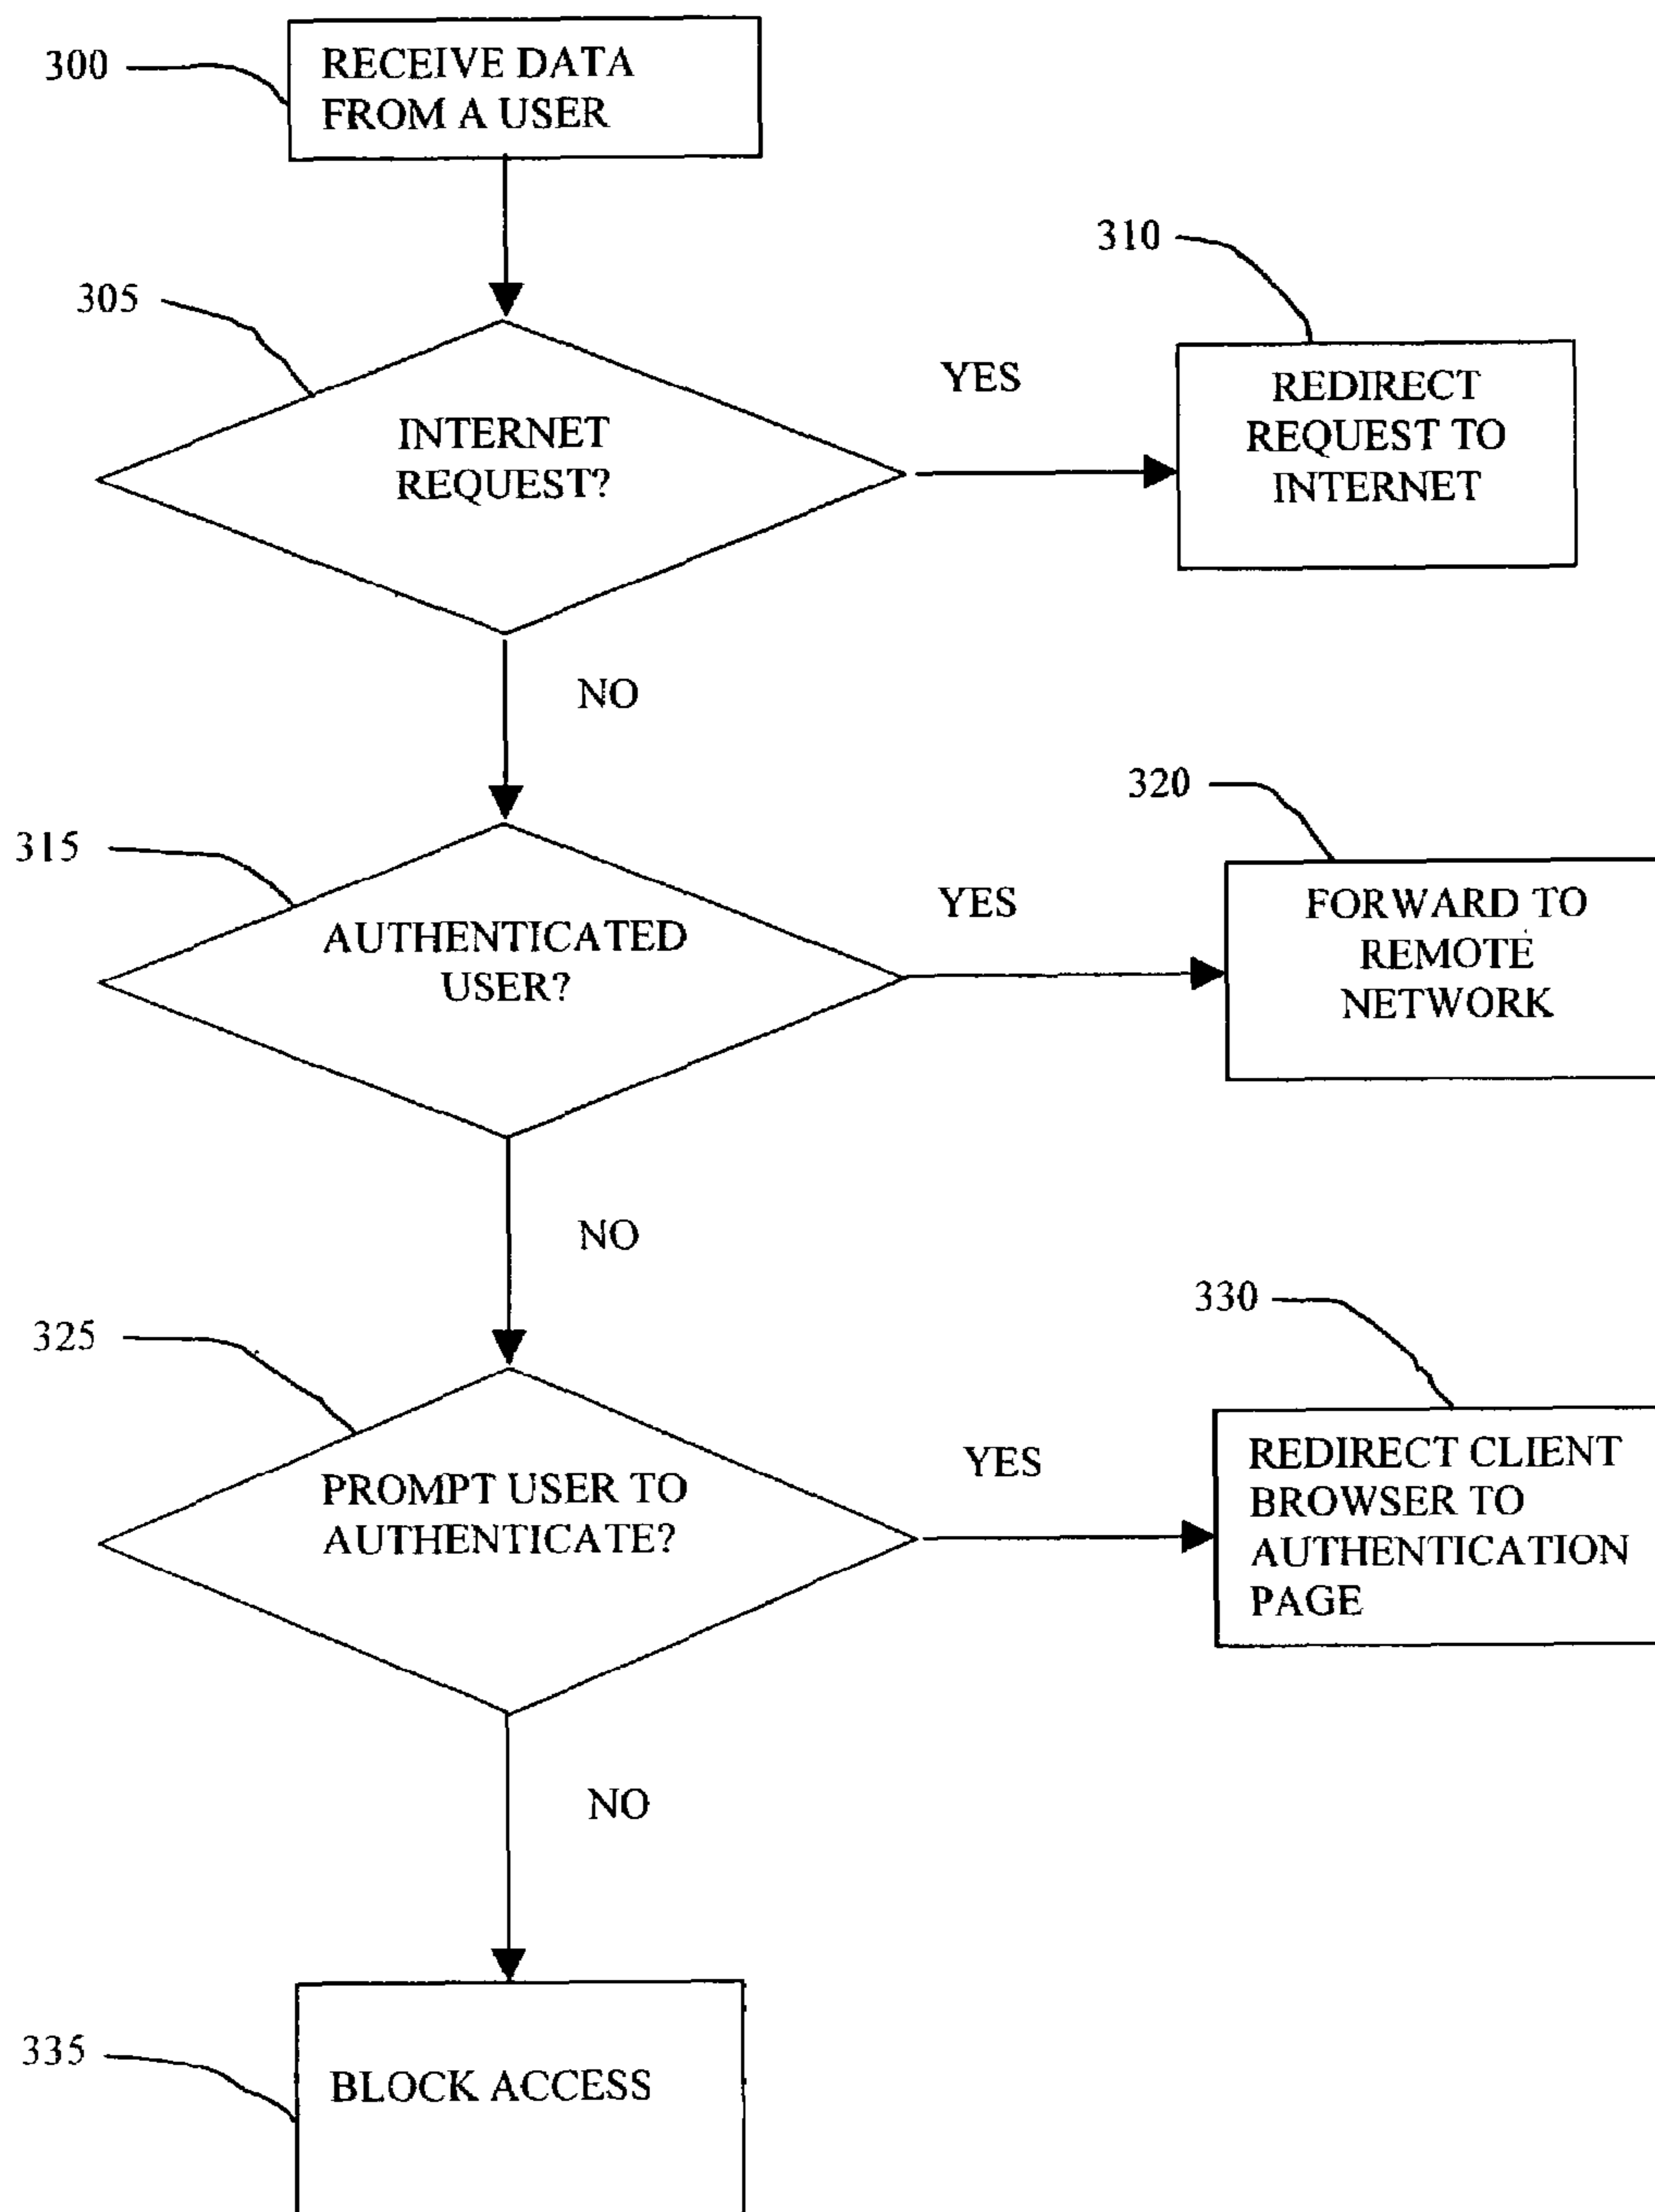 300
RECEIVE DATA
FROM A USER
310
305
YES
INTERNET
REQUEST?
REDIRECT
REQUEST TO
INTERNET
NO
320
315
YES
AUTHENTICATED
USER?
FORWARD TO
REMOTE
NETWORK
NO
330
325
YES
PROMPT USER TO
AUTHENTICATE?
REDIRECT CLIENT
BROWSER TO
AUTHENTICATION
PAGE
NO
335
BLOCK ACCESS